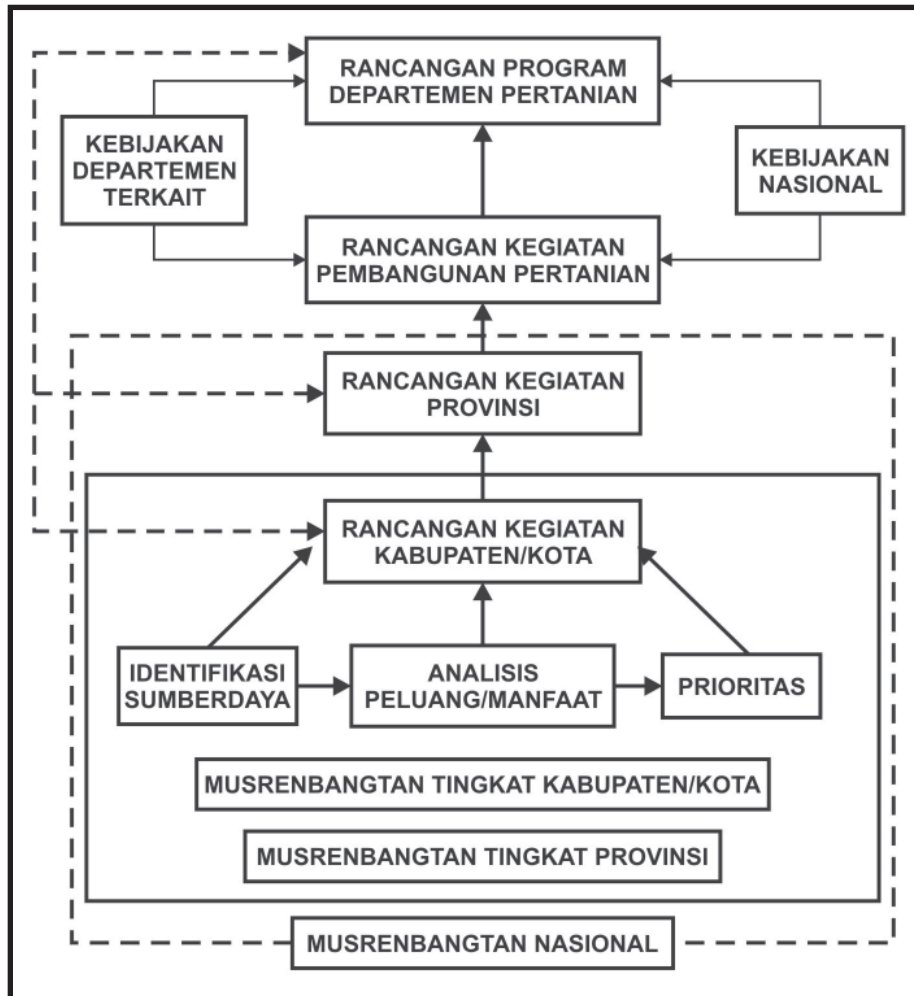 RANCANGAN PROGRAM
DEPARTEMEN PERTANIAN
KEBIJAKAN
DEPARTEMEN
TERKAIT
KEBIJAKAN
NASIONAL
RANCANGAN KEGIATAN
PEMBANGUNAN PERTANIAN
RANCANGAN KEGIATAN
PROVINSI
RANCANGAN KEGIATAN
KABUPATEN/KOTA
IDENTIFIKASI
SUMBERDAYA
ANALISIS
PELUANG/MANFAAT
PRIORITAS
MUSRENBANGTAN TINGKAT KABUPATEN/KOTA
MUSRENBANGTAN TINGKAT PROVINSI
MUSRENBANGTAN NASIONAL